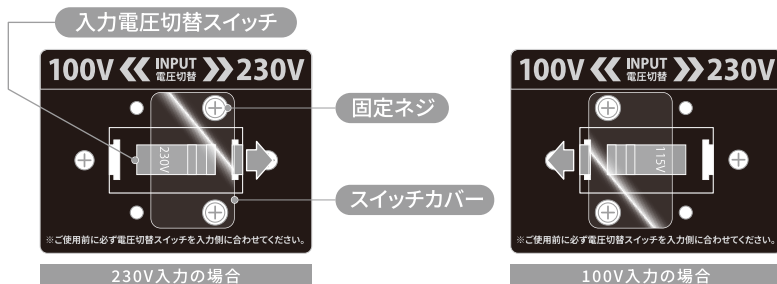 入力電圧切替スイッチ
100V INPUT 電圧切替 230V
230V
固定ネジ
スイッチカバー
※ご使用前に必ず電圧切替スイッチを入力側に合わせてください。
230V入力の場合
100V INPUT 電圧切替 230V
115V
※ご使用前に必ず電圧切替スイッチを入力側に合わせてください。
100V入力の場合